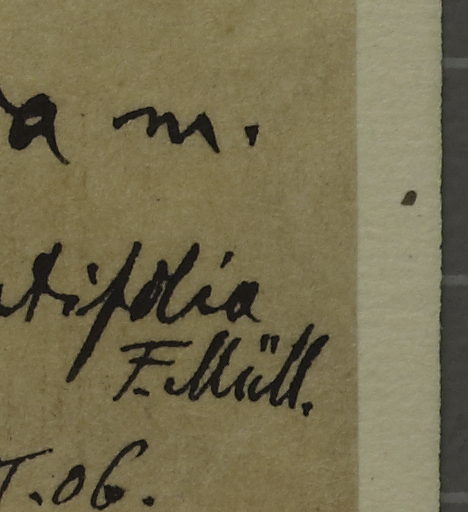 a m.
tifolia
F. Müll.
I.06.